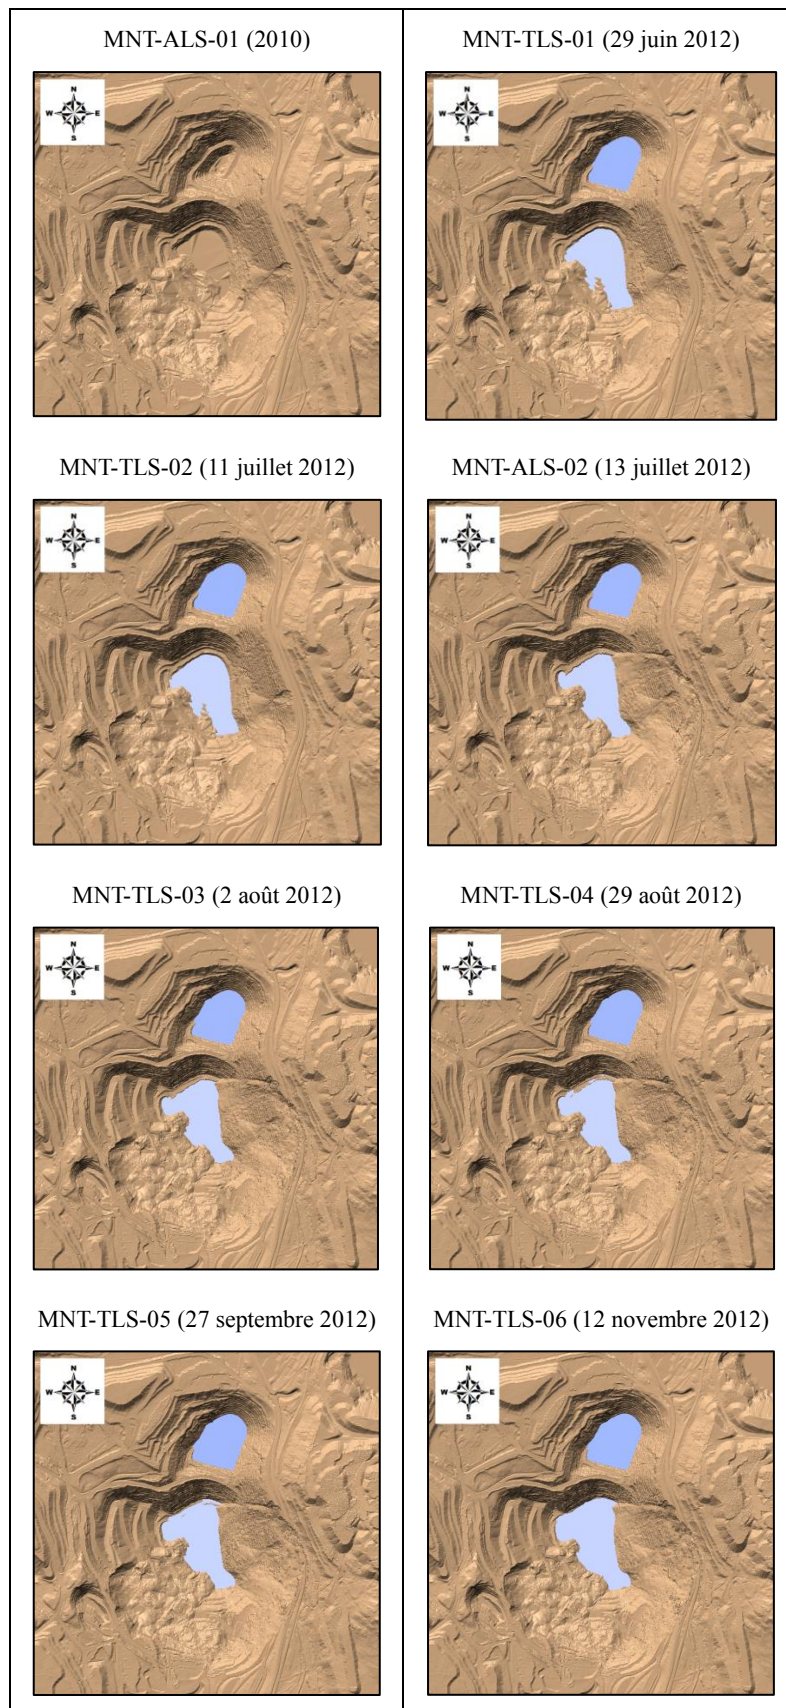 MNT-ALS-01 (2010)
N
W E
S
MNT-TLS-01 (29 juin 2012)
N
W E
S
MNT-TLS-02 (11 juillet 2012)
N
W E
S
MNT-ALS-02 (13 juillet 2012)
N
W E
S
MNT-TLS-03 (2 août 2012)
N
W E
S
MNT-TLS-04 (29 août 2012)
N
W E
S
MNT-TLS-05 (27 septembre 2012)
N
W E
S
MNT-TLS-06 (12 novembre 2012)
N
W E
S